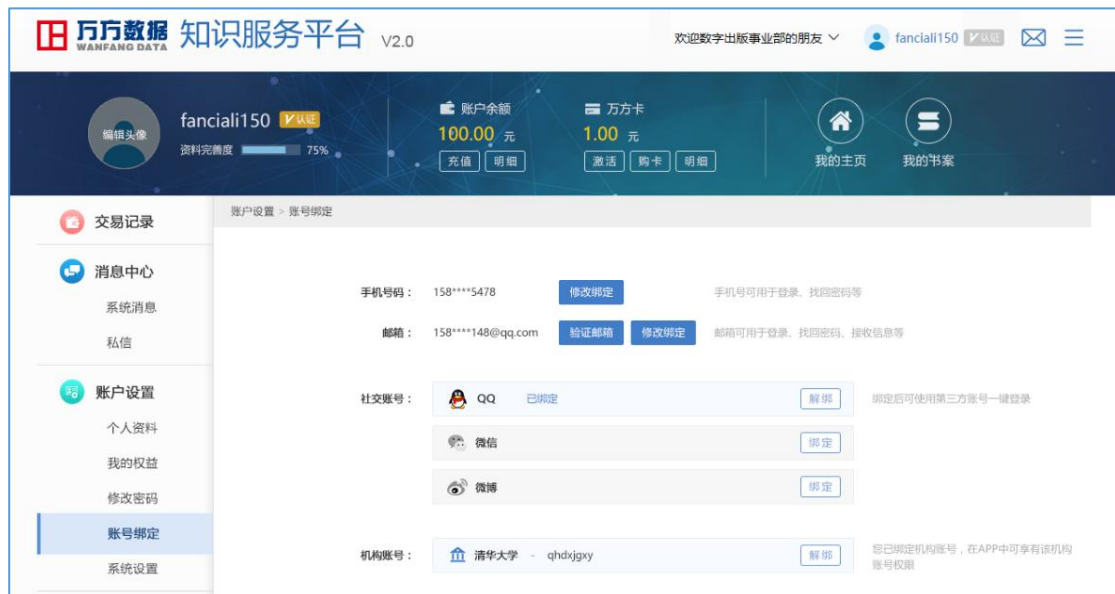 万方数据 知识服务平台 V2.0
WANFANG DATA
欢迎数字出版事业部的朋友 fanciali150 V认证
编辑头像
fanciali150 V认证
资料完善度 75%
账户余额
100.00 元
充值 明细
万方卡
1.00 元
激活 购卡 明细
我的主页 我的书案
交易记录
消息中心
系统消息
私信
账户设置
个人资料
我的权益
修改密码
账号绑定
系统设置
账户设置 > 账号绑定
手机号码： 158****5478 修改绑定 手机号可用于登录、找回密码等
邮箱： 158****148@qq.com 验证邮箱 修改绑定 邮箱可用于登录、找回密码、接收信息等
社交账号： QQ 已绑定 解绑 绑定后可使用第三方账号一键登录
微信 绑定
微博 绑定
机构账号： 清华大学 - qhdxjgxy 解绑 您已绑定机构账号，在APP中可享有该机构
账号权限